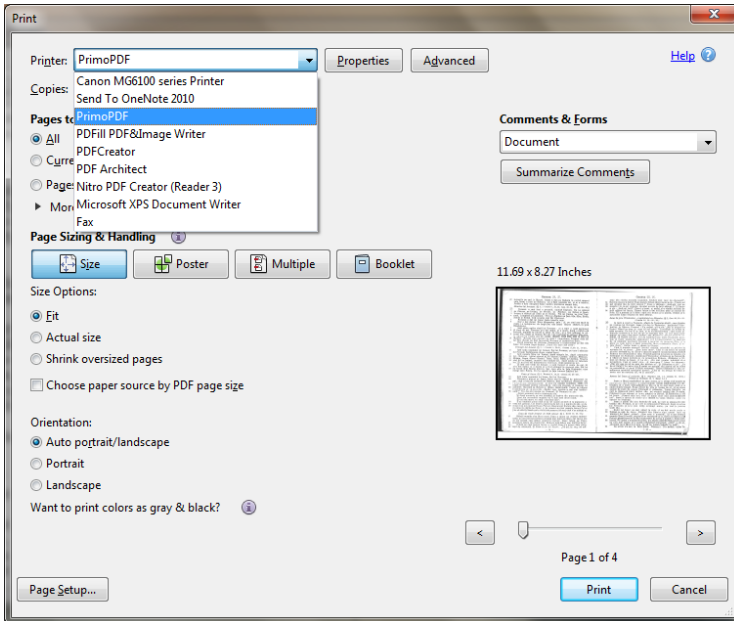 Print
Printer: PrimoPDF Properties Advanced Help
Canon MG6100 series Printer
Copies: Send To OneNote 2010
PrimoPDF
Pages to Comments & Forms
PDFill PDF&Image Writer
All Document
PDFCreator
Curre
PDF Architect
Summarize Comments
Pages
Nitro PDF Creator (Reader 3)
Mor Microsoft XPS Document Writer
Fax
Page Sizing & Handling
Size Poster Multiple Booklet
11.69 x 8.27 Inches
Size Options:
Fit
Actual size
Shrink oversized pages
Choose paper source by PDF page size
Orientation:
Auto portrait/landscape
Portrait
Landscape
Want to print colors as gray & black?
< >
Page 1 of 4
Page Setup... Print Cancel